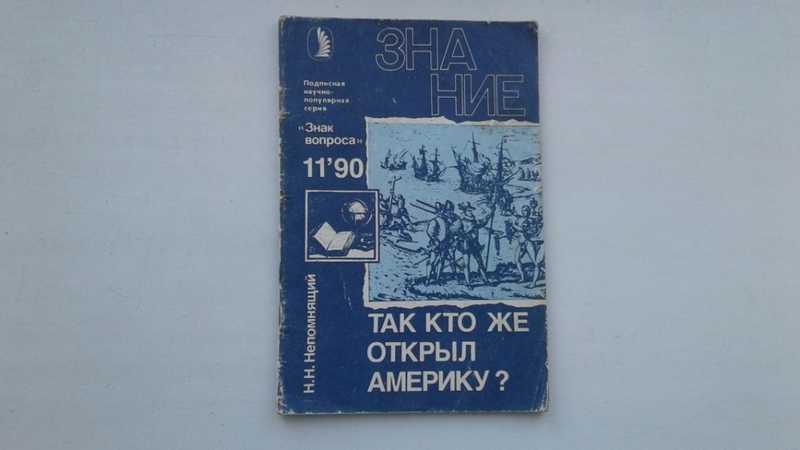 ЗНА
НИЕ
Подписная
научно-
популярная
серия
„Знак
вопроса"
11'90
Н.Н. Непомнящий
ТАК КТО ЖЕ
ОТКРЫЛ
АМЕРИКУ?